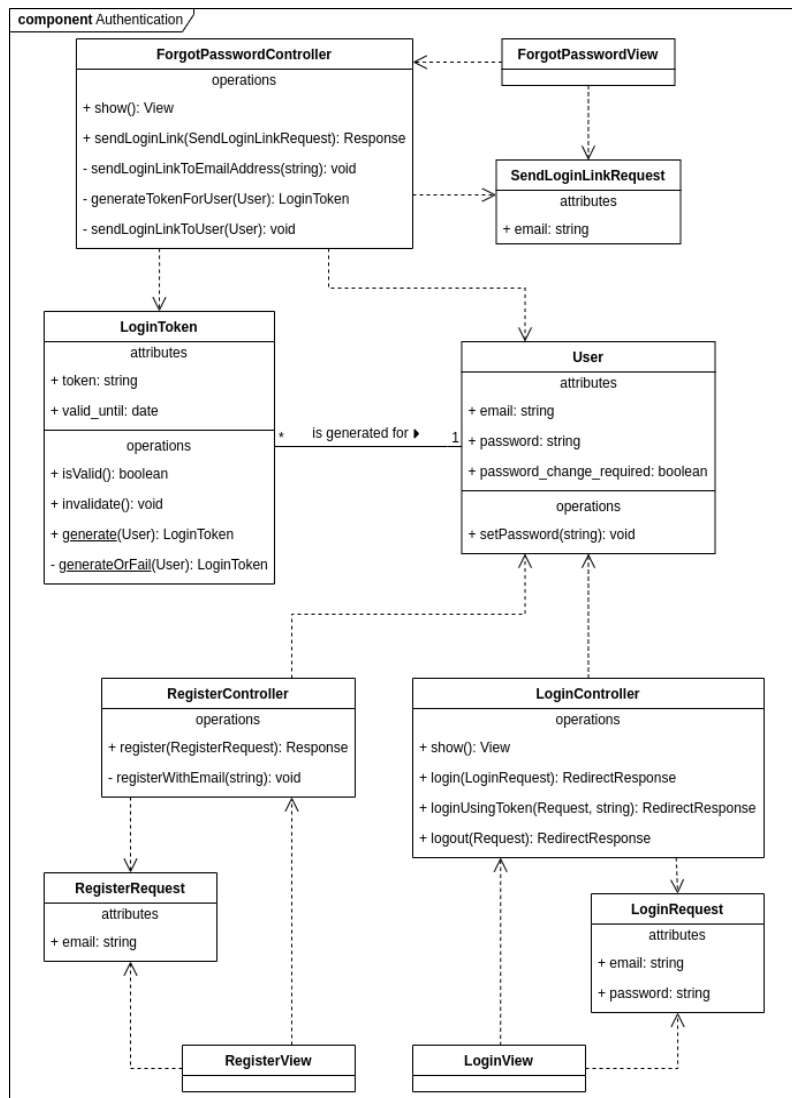 component Authentication
ForgotPasswordController
operations
+ show(): View
+ sendLoginLink(SendLoginLinkRequest): Response
- sendLoginLinkToEmailAddress(string): void
- generateTokenForUser(User): LoginToken
- sendLoginLinkToUser(User): void
ForgotPasswordView
SendLoginLinkRequest
attributes
+ email: string
LoginToken
attributes
+ token: string
+ valid_until: date
operations
+ isValid(): boolean
+ invalidate(): void
+ generate(User): LoginToken
- generateOrFail(User): LoginToken
* is generated for 1
User
attributes
+ email: string
+ password: string
+ password_change_required: boolean
operations
+ setPassword(string): void
RegisterController
operations
+ register(RegisterRequest): Response
- registerWithEmail(string): void
LoginController
operations
+ show(): View
+ login(LoginRequest): RedirectResponse
+ loginUsingToken(Request, string): RedirectResponse
+ logout(Request): RedirectResponse
RegisterRequest
attributes
+ email: string
LoginRequest
attributes
+ email: string
+ password: string
RegisterView
LoginView